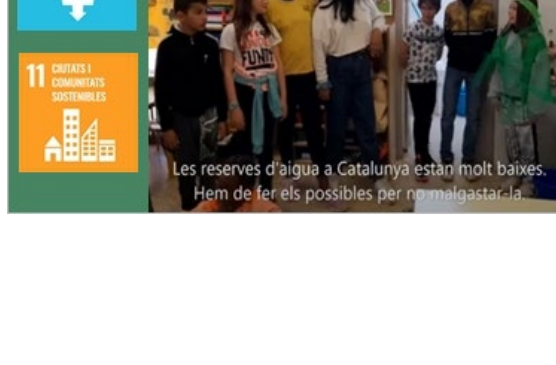 11 CIUTATS I
COMUNITATS
SOSTENIBLES
FUN
Les reserves d'aigua a Catalunya estan molt baixes.
Hem de fer els possibles per no malgastar-la.